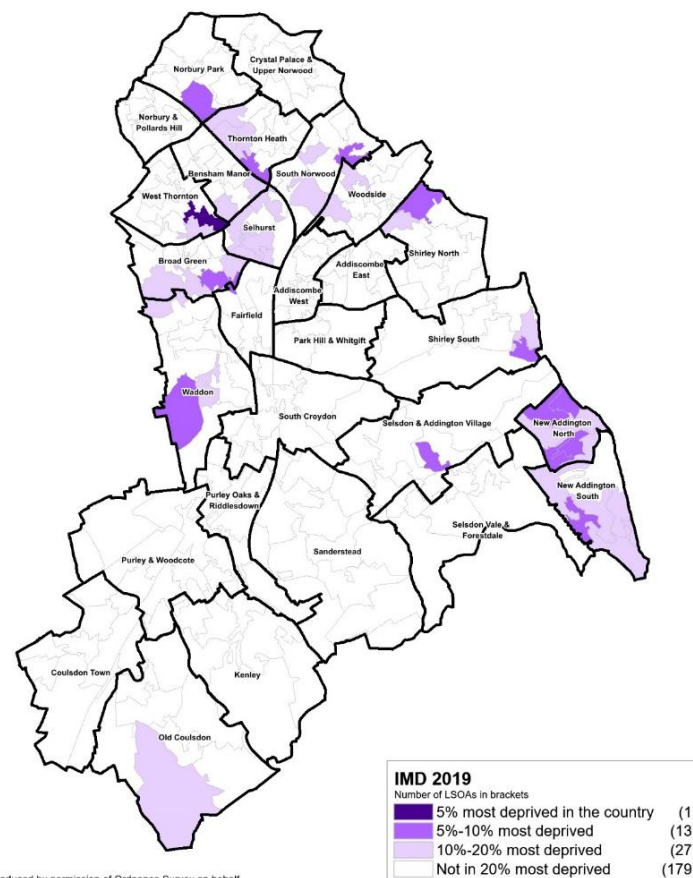 Crystal Palace &
Upper Norwood
Norbury Park
Norbury &
Pollards Hill
Thornton Heath
Bensham Manor
South Norwood
West Thornton
Woodside
Selhurst
Shirley North
Broad Green
Addiscombe
East
Addiscombe
West
Fairfield
Park Hill & Whitgift
Shirley South
Waddon
South Croydon
Selsdon & Addington Village
New Addington
North
New Addington
South
Purley Oaks &
Riddlesdown
Selsdon Vale &
Forestdale
Sanderstead
Purley & Woodcote
Coulsdon Town
Kenley
Old Coulsdon
IMD 2019
Number of LSOAs in brackets
5% most deprived in the country (1
5%-10% most deprived (13
10%-20% most deprived (27
Not in 20% most deprived (179